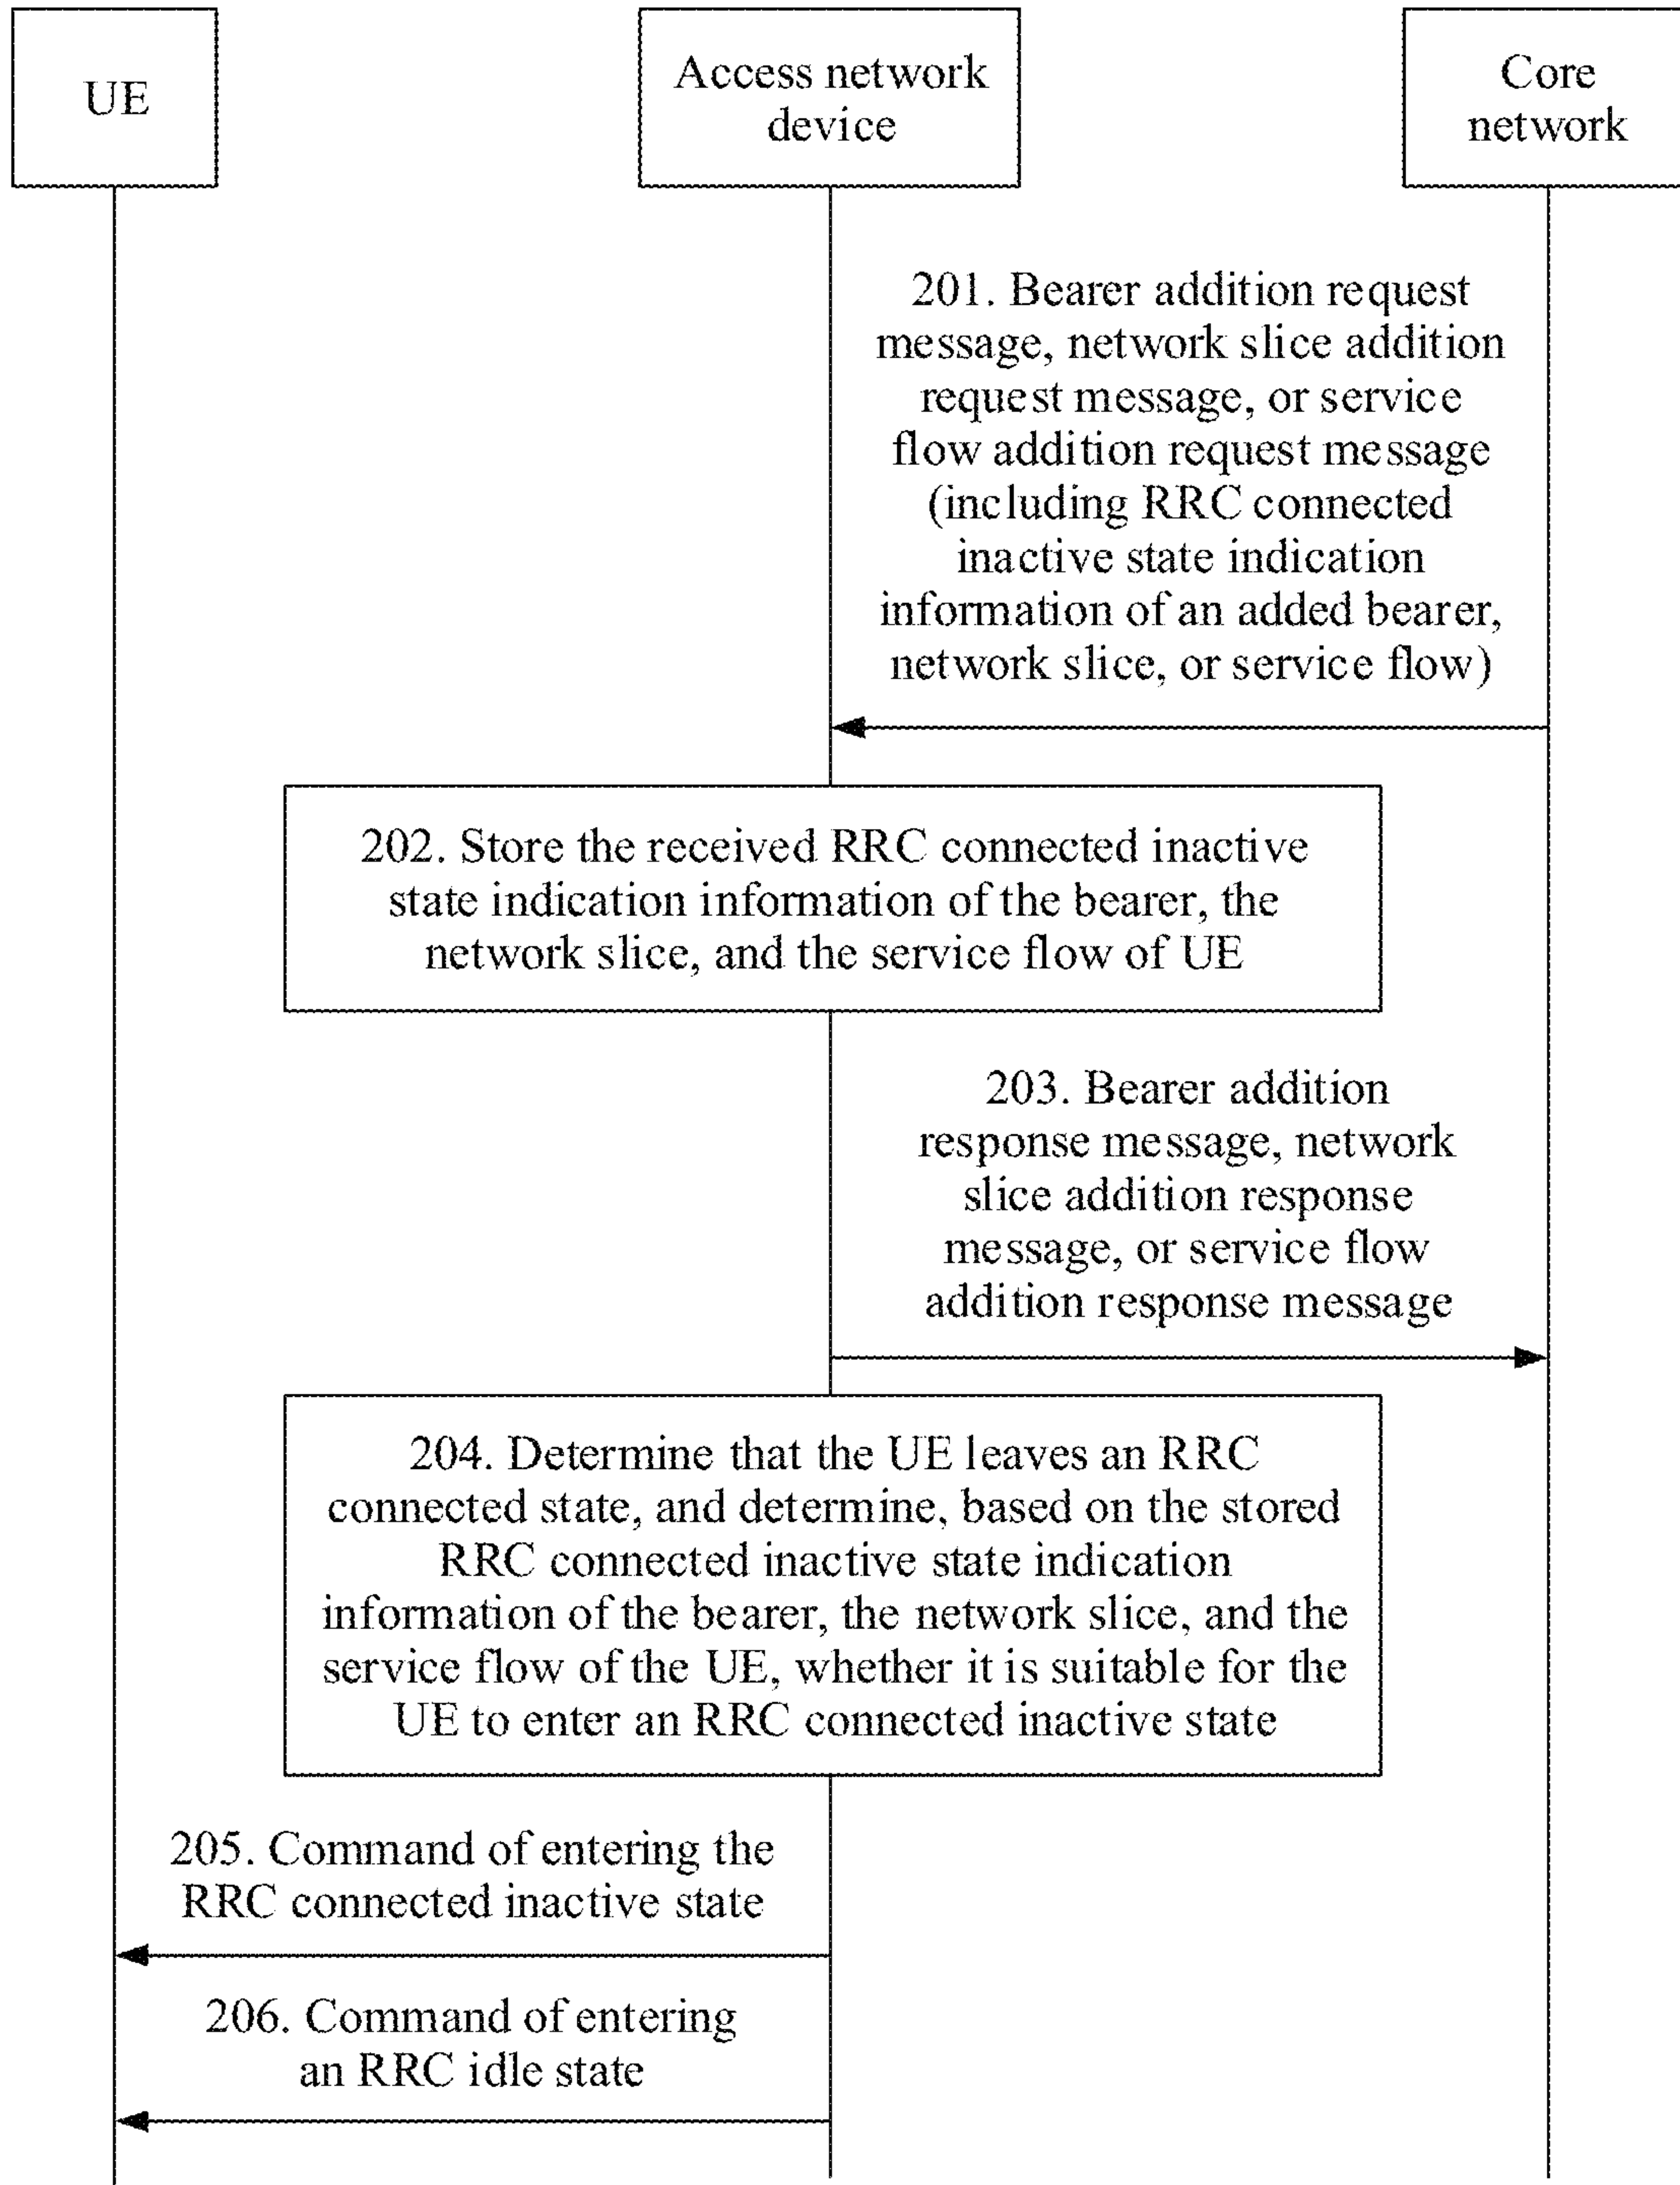 UE
Access network
device
Core
network
201. Bearer addition request
message, network slice addition
request message, or service
flow addition request message
(including RRC connected
inactive state indication
information of an added bearer,
network slice, or service flow)
202. Store the received RRC connected inactive
state indication information of the bearer, the
network slice, and the service flow of UE
203. Bearer addition
response message, network
slice addition response
message, or service flow
addition response message
204. Determine that the UE leaves an RRC
connected state, and determine, based on the stored
RRC connected inactive state indication
information of the bearer, the network slice, and the
service flow of the UE, whether it is suitable for the
UE to enter an RRC connected inactive state
205. Command of entering the
RRC connected inactive state
206. Command of entering
an RRC idle state